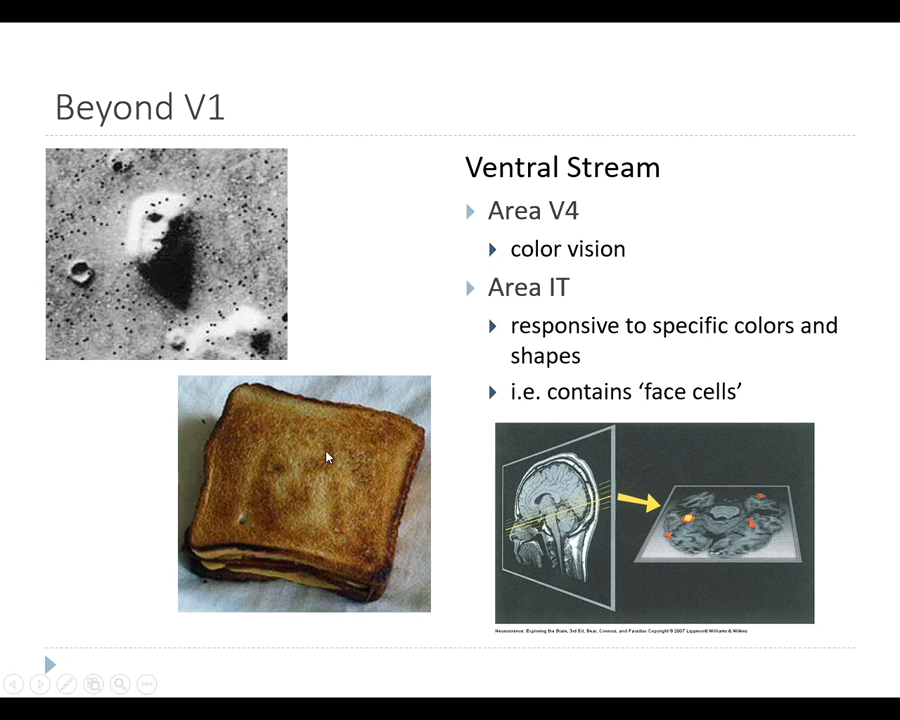 Beyond V1
Ventral Stream
Area V4
color vision
Area IT
responsive to specific colors and
shapes
i.e. contains ‘face cells’
Neuroscience: Exploring the Brain, 3rd Ed, Bear, Connors, and Paradiso Copyright © 2007 Lippincott Williams & Wilkins